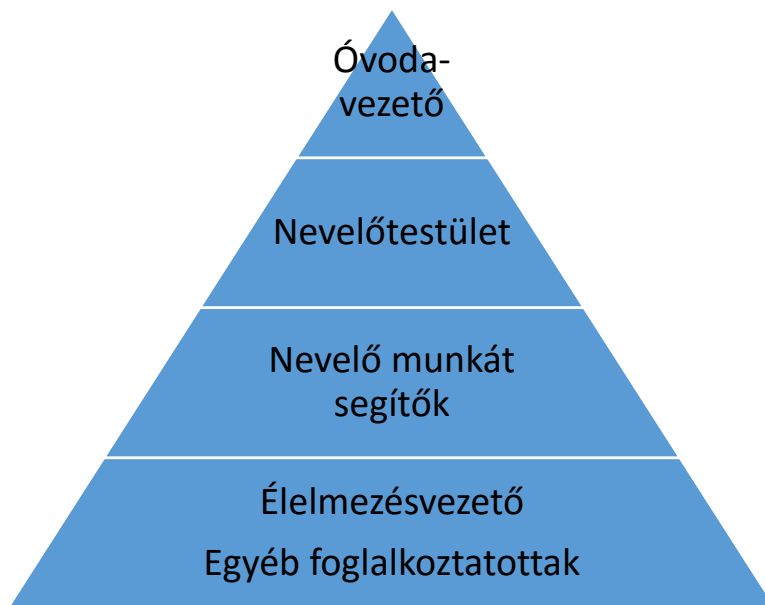 Óvoda-
vezető
Nevelőtestület
Nevelő munkát
segítők
Élelmezésvezető
Egyéb foglalkoztatottak